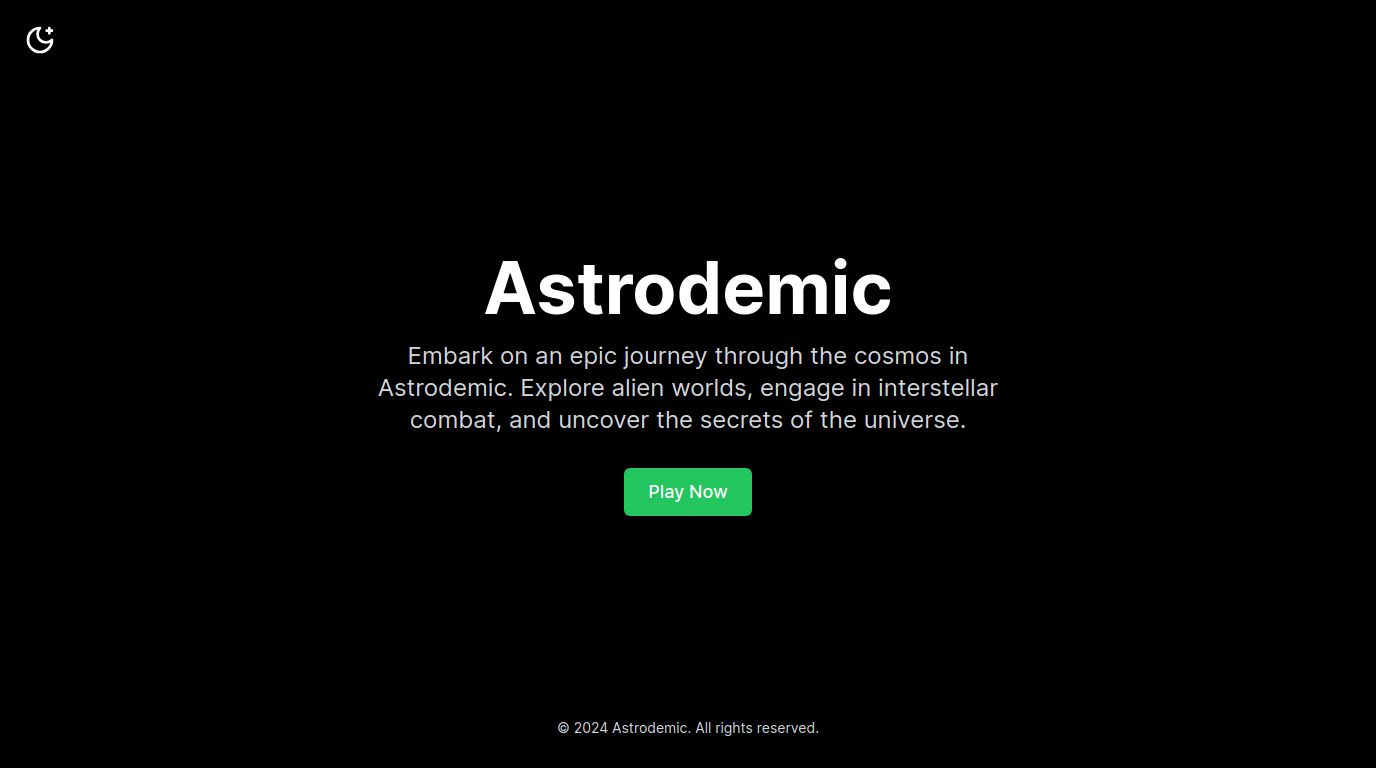 Astrodemic
Embark on an epic journey through the cosmos in
Astrodemic. Explore alien worlds, engage in interstellar
combat, and uncover the secrets of the universe.
Play Now
© 2024 Astrodemic. All rights reserved.